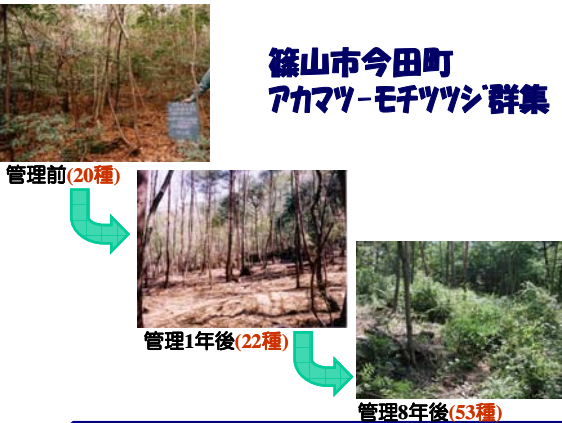 篠山市今田町
アカマツ-モチツツジ群集
管理前(20種)
管理1年後(22種)
管理8年後(53種)